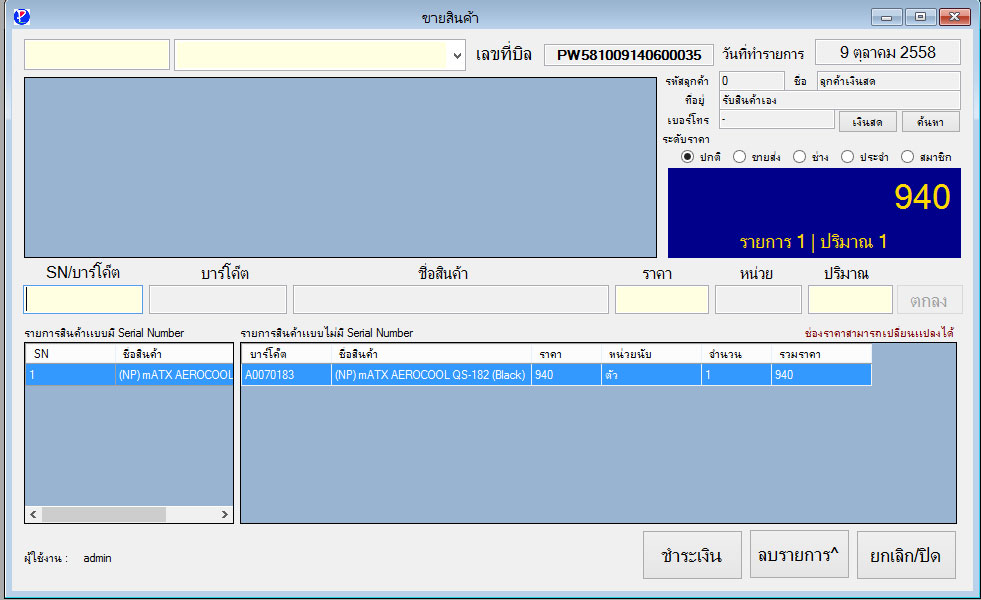 ขายสินค้า
เลขที่บิล PW581009140600035 วันที่ทำรายการ 9 ตุลาคม 2558
รหัสลูกค้า 0 ชื่อ ลูกค้าเงินสด
ที่อยู่ รับสินค้าเอง
เบอร์โทร - เงินสด ค้นหา
ระดับราคา
ปกติ ขายส่ง ช่าง ประจำ สมาชิก
940
รายการ 1 | ปริมาณ 1
SN/บาร์โค๊ต บาร์โค๊ต ชื่อสินค้า ราคา หน่วย ปริมาณ
ตกลง
รายการสินค้าแบบมี Serial Number รายการสินค้าแบบไม่มี Serial Number ช่องราคาสามารถเปลี่ยนแปลงได้
SN ชื่อสินค้า บาร์โค๊ต ชื่อสินค้า ราคา หน่วยนับ จำนวน รวมราคา
1 (NP) mATX AEROCOOL A0070183 (NP) mATX AEROCOOL QS-182 (Black) 940 ตัว 1 940
ผู้ใช้งาน : admin
ชำระเงิน ลบรายการ^ ยกเลิก/ปิด